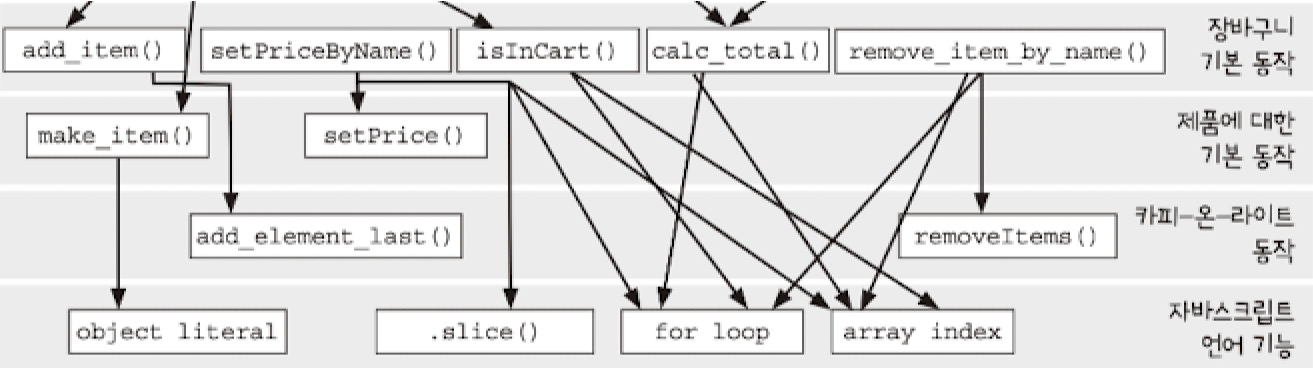 add_item()
setPriceByName()
isInCart()
calc_total()
remove_item_by_name()
장바구니
기본 동작
make_item()
setPrice()
제품에 대한
기본 동작
add_element_last()
removeItems()
카피-온-라이트
동작
object literal
.slice()
for loop
array index
자바스크립트
언어 기능